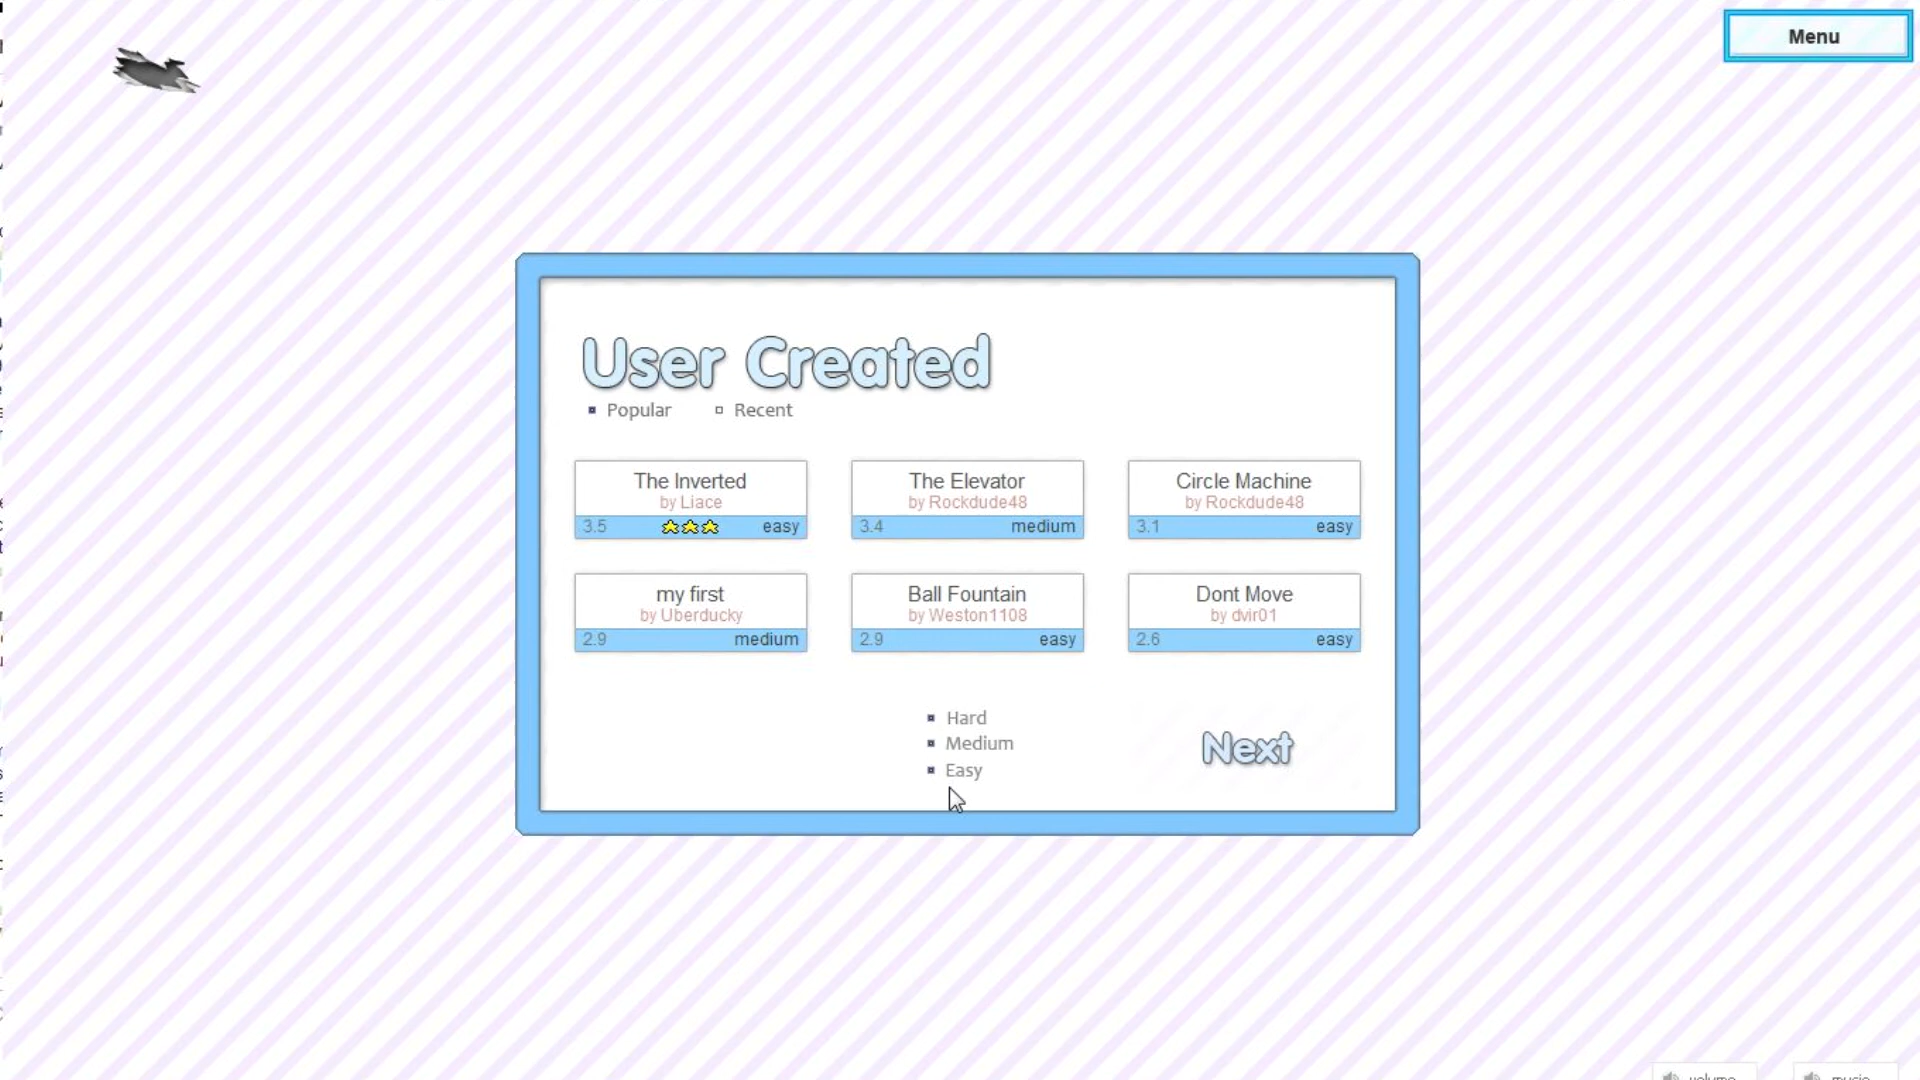 Menu
User Created
Popular
Recent
The Inverted
by Liace
3.5
easy
The Elevator
by Rockdude48
3.4
medium
Circle Machine
by Rockdude48
3.1
easy
my first
by Uberducky
2.9
medium
Ball Fountain
by Weston1108
2.9
easy
Dont Move
by dvir01
2.6
easy
Hard
Medium
Easy
Next
volume
music